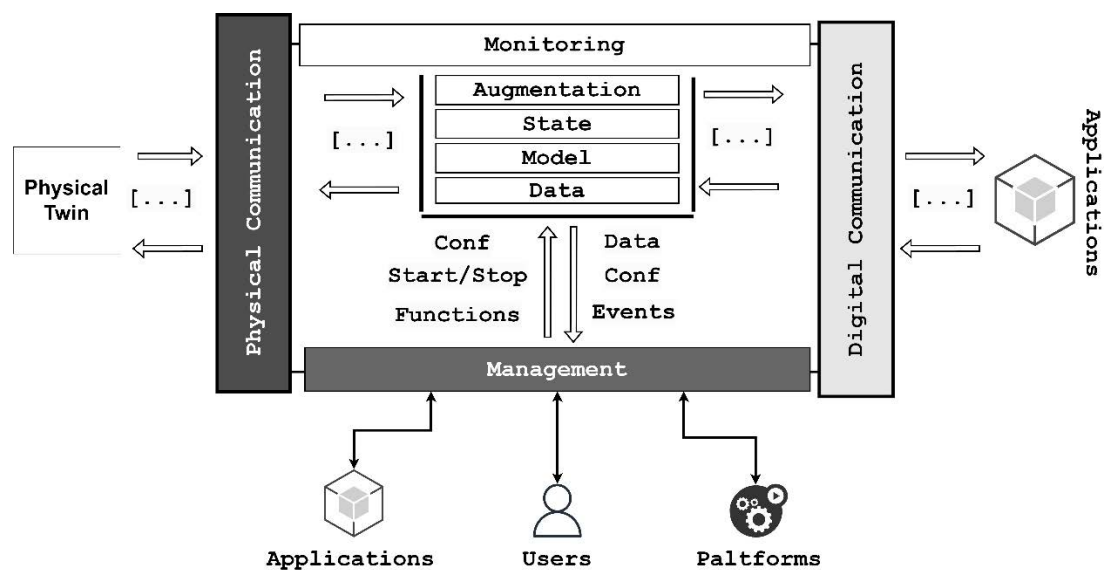 Monitoring
Physical Communication
Digital Communication
Augmentation
State
Model
Data
[...]
[...]
Physical
Twin
[...]
[...]
Applications
Conf
Start/Stop
Functions
Data
Conf
Events
Management
Applications
Users
Paltforms